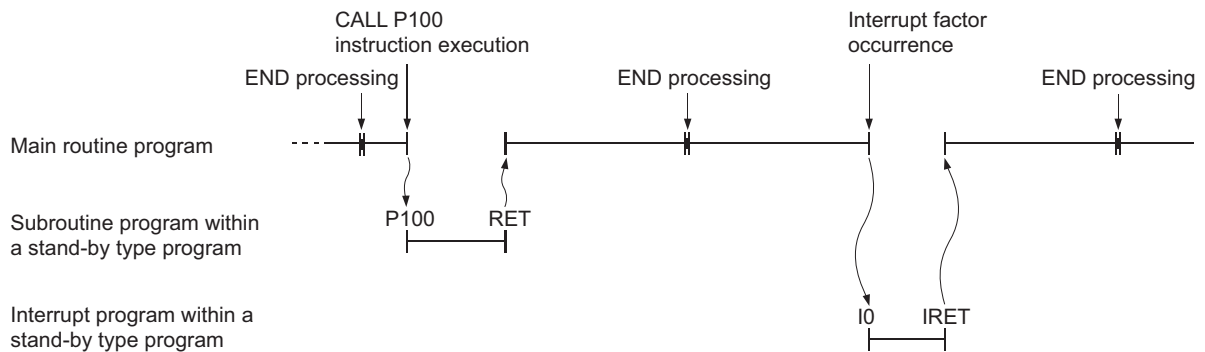 CALL P100
instruction execution
Interrupt factor
occurrence
END processing
END processing
END processing
Main routine program
Subroutine program within
a stand-by type program
P100
RET
Interrupt program within a
stand-by type program
I0
IRET